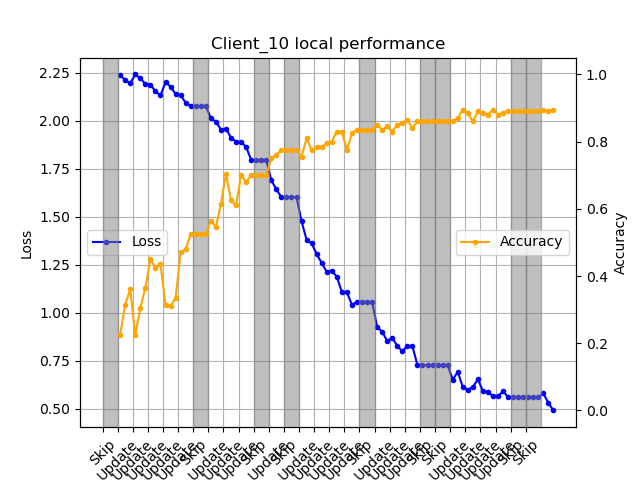 Client_10 local performance
2.25
2.00
1.75
1.50
1.25
1.00
0.75
0.50
Loss
Loss
Accuracy
1.0
0.8
0.6
0.4
0.2
0.0
Accuracy
Skip
Update
Update
Update
Update
Update
Skip
Update
Update
Update
Skip
Update
Skip
Update
Update
Update
Update
Skip
Update
Update
Update
Skip
Skip
Update
Update
Update
Update
Skip
Skip